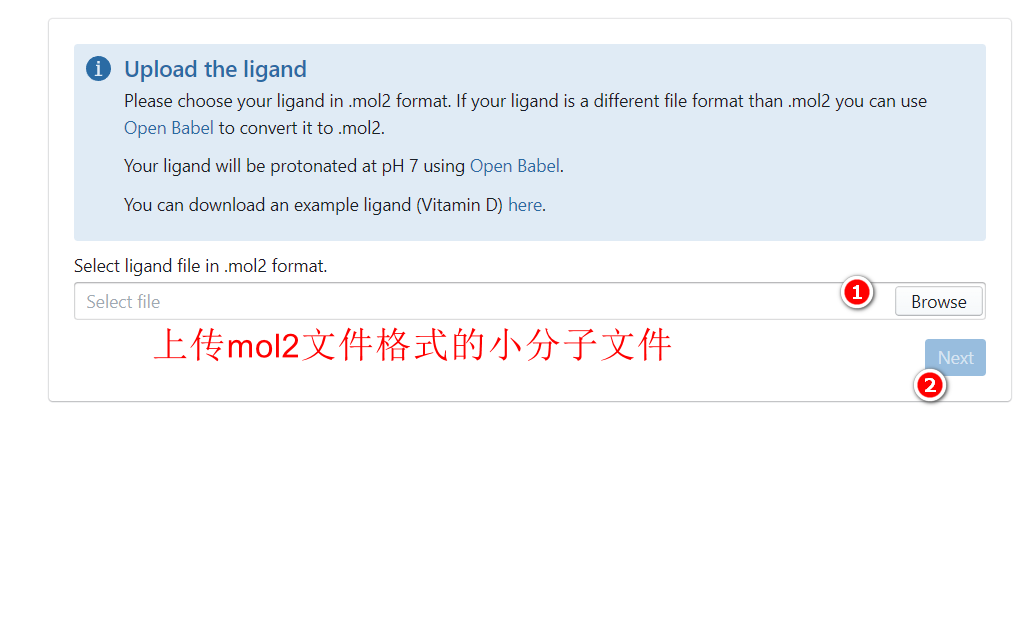 Upload the ligand
Please choose your ligand in .mol2 format. If your ligand is a different file format than .mol2 you can use
Open Babel to convert it to .mol2.
Your ligand will be protonated at pH 7 using Open Babel.
You can download an example ligand (Vitamin D) here.
Select ligand file in .mol2 format.
Select file
1
Browse
上传mol2文件格式的小分子文件
Next
2